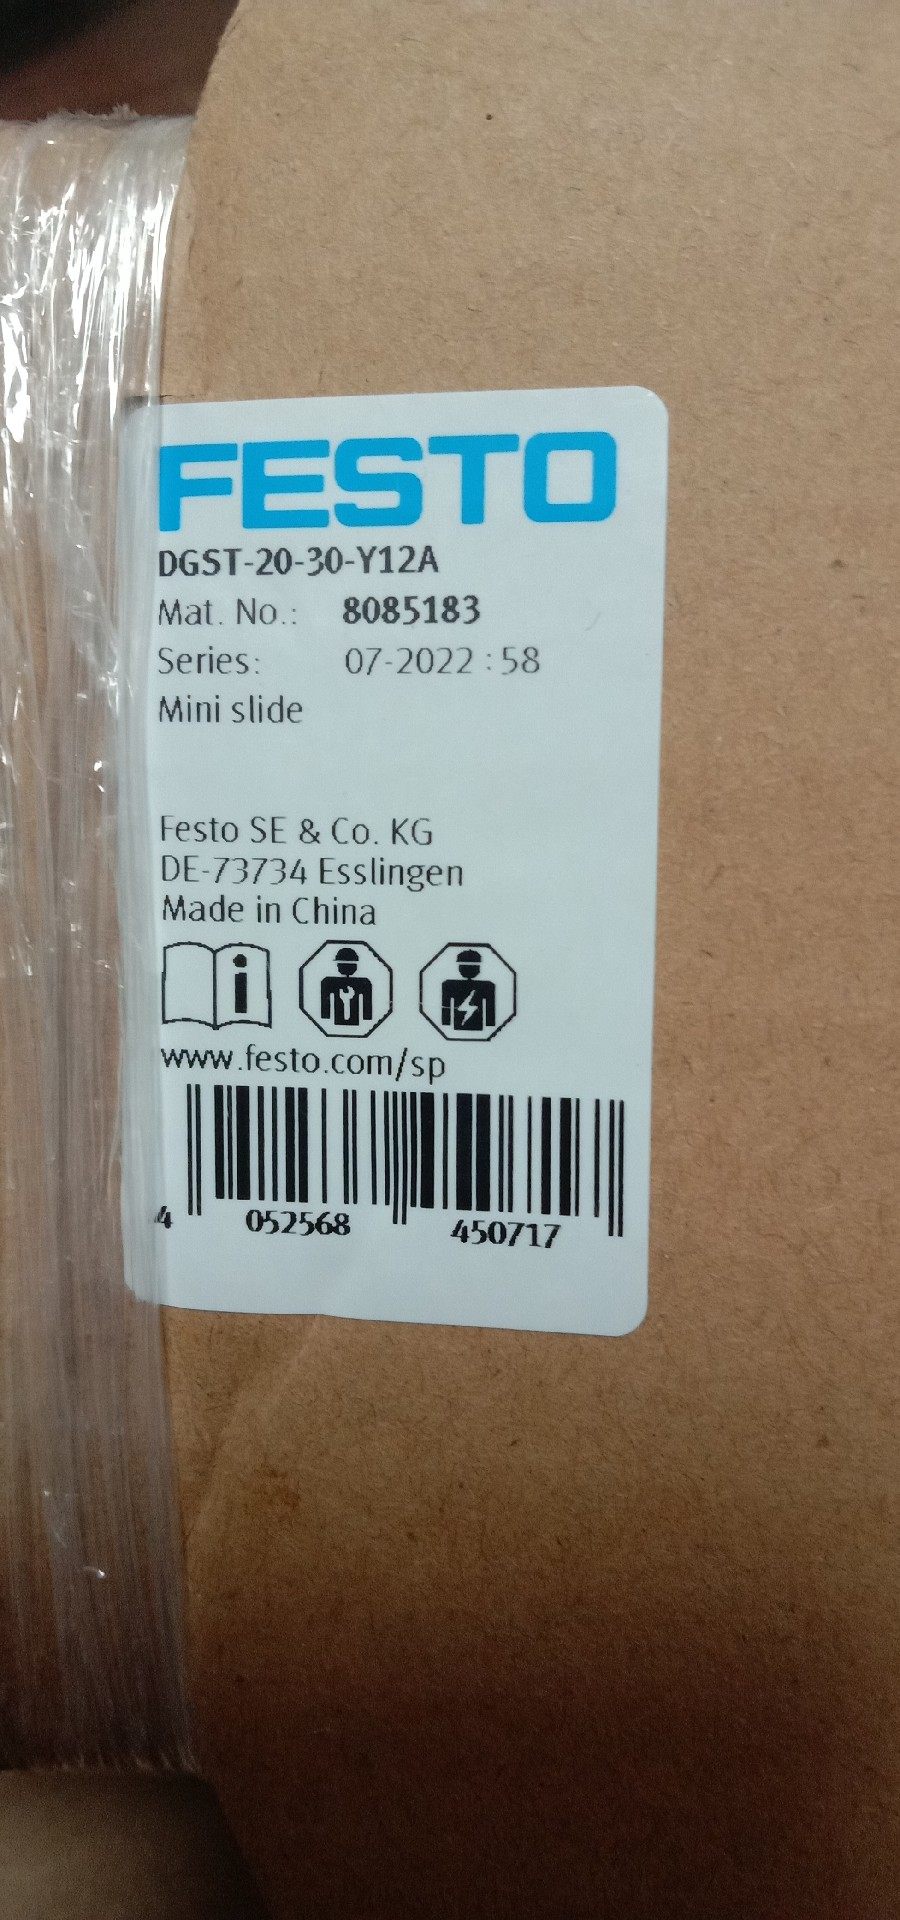 FESTO
DGST-20-30-Y12A
Mat. No.: 8085183
Series: 07-2022 : 58
Mini slide
Festo SE & Co. KG
DE-73734 Esslingen
Made in China
www.festo.com/sp
4 052568 450717